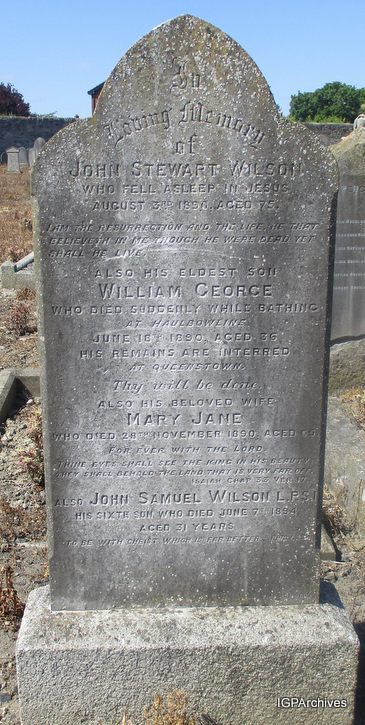 In
Loving Memory
of
JOHN STEWART WILSON
WHO FELL ASLEEP IN JESUS
AUGUST 3RD 1896, AGED 75.
I AM THE RESURRECTION AND THE LIFE, HE THAT
BELIEVETH IN ME THOUGH HE WERE DEAD YET
SHALL HE LIVE.
ALSO HIS ELDEST SON
WILLIAM GEORGE
WHO DIED SUDDENLY WHILE BATHING
AT HAULBOWLINE
JUNE 16TH 1890, AGED 36.
HIS REMAINS ARE INTERRED
AT QUEENSTOWN.
Thy will be done.
ALSO HIS BELOVED WIFE
MARY JANE
WHO DIED 28TH NOVEMBER 1890, AGED 65
FOR EVER WITH THE LORD.
THINE EYES SHALL SEE THE KING IN HIS BEAUTY,
THEY SHALL BEHOLD THE LAND THAT IS VERY FAR OFF.
ISAIAH CHAP 33. VER 17.
ALSO JOHN SAMUEL WILSON L.P.S.I
HIS SIXTH SON WHO DIED JUNE 7TH 1894
AGED 31 YEARS.
"TO BE WITH CHRIST WHICH IS FAR BETTER"
IGPArchives